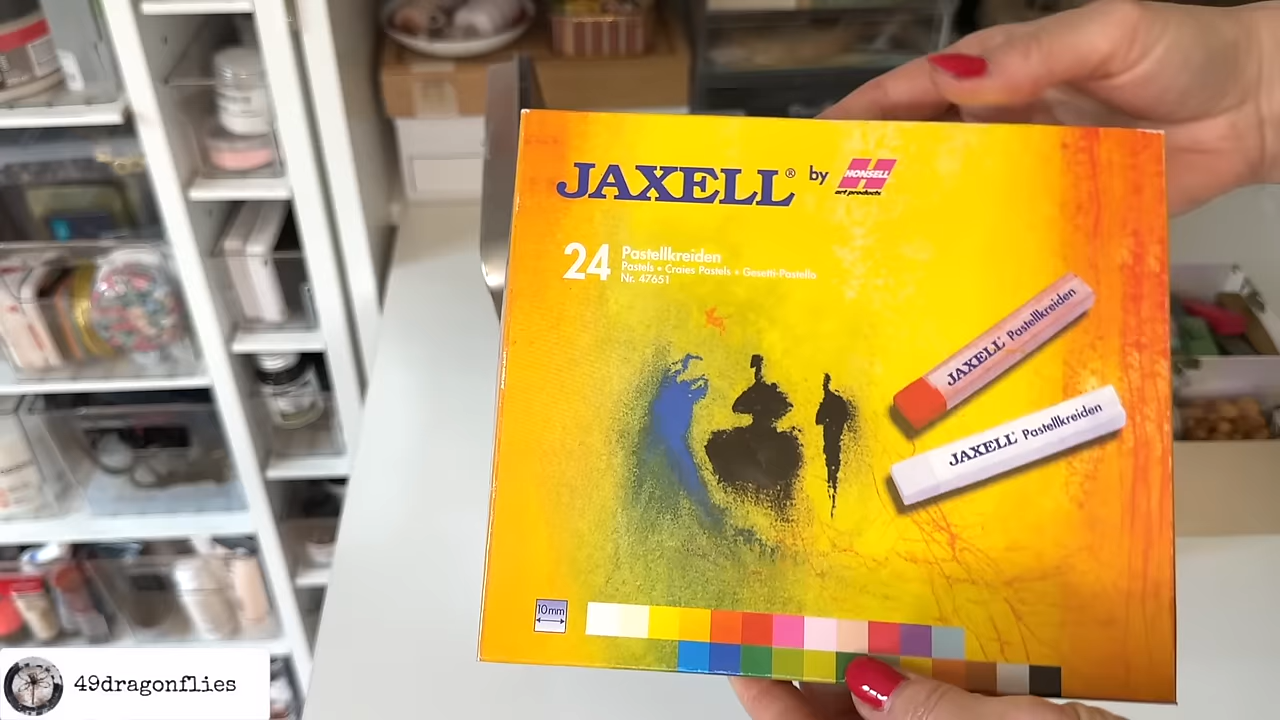 JAXELL® by HONSELL
art products
24 Pastellkreiden
Pastels • Craies Pastels • Gesetti-Pastello
Nr. 47651
JAXELL® Pastellkreiden
JAXELL® Pastellkreiden
10mm
49dragonflies